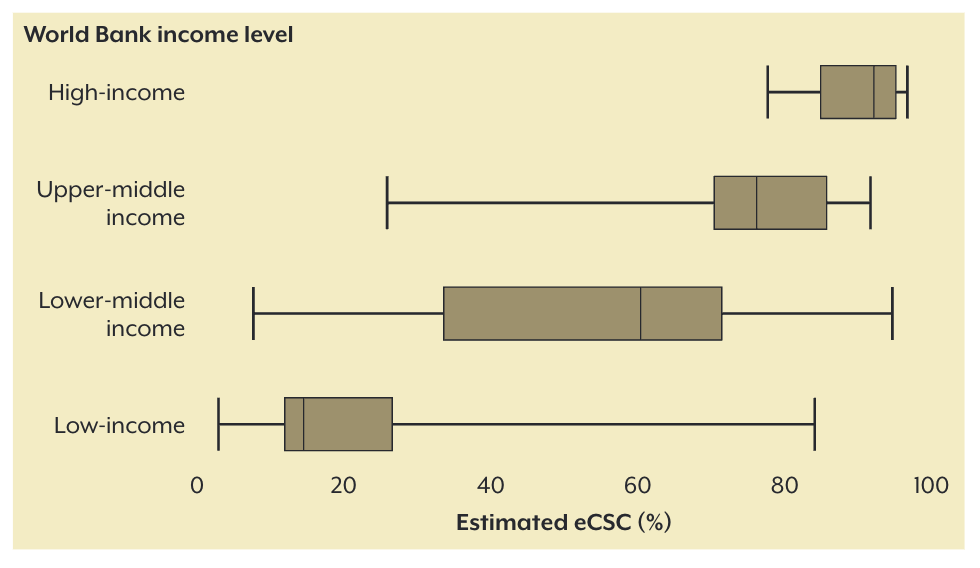 World Bank income level
High-income
Upper-middle
income
Lower-middle
income
Low-income
0 20 40 60 80 100
Estimated eCSC (%)